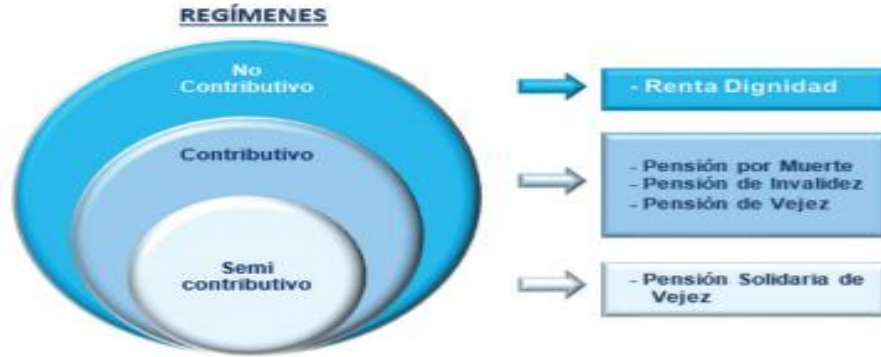 REGÍMENES
No
Contributivo
- Renta Dignidad
Contributivo
- Pensión por Muerte
- Pensión de Invalidez
- Pensión de Vejez
Semi
contributivo
- Pensión Solidaria de
Vejez